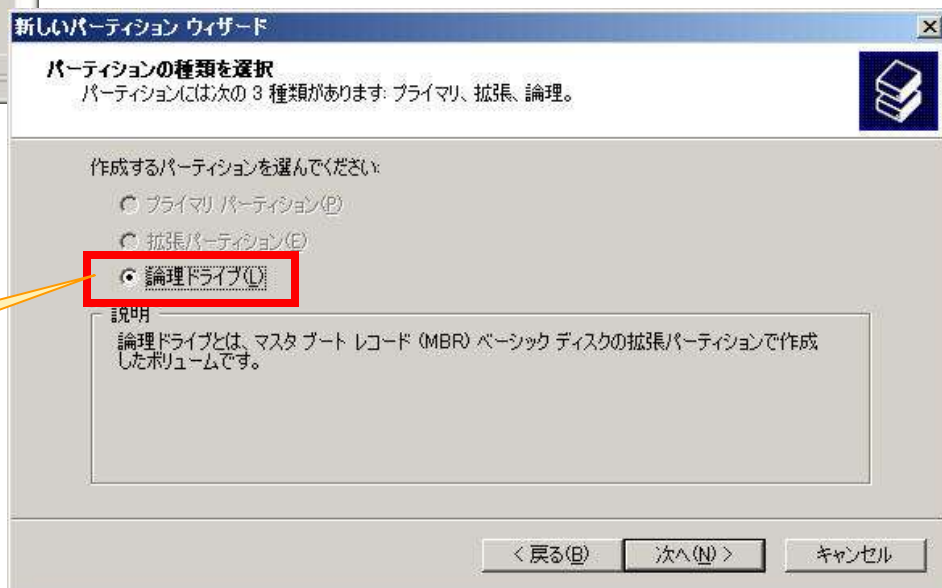 新しいパーティション ウィザード
パーティションの種類を選択
パーティションには次の 3 種類があります: プライマリ、拡張、論理。
作成するパーティションを選んでください:
プライマリ パーティション(P)
拡張パーティション(E)
論理ドライブ(L)
説明
論理ドライブとは、マスタ ブート レコード (MBR) ベーシック ディスクの拡張パーティションで作成
したボリュームです。
< 戻る(B)
次へ(N) >
キャンセル